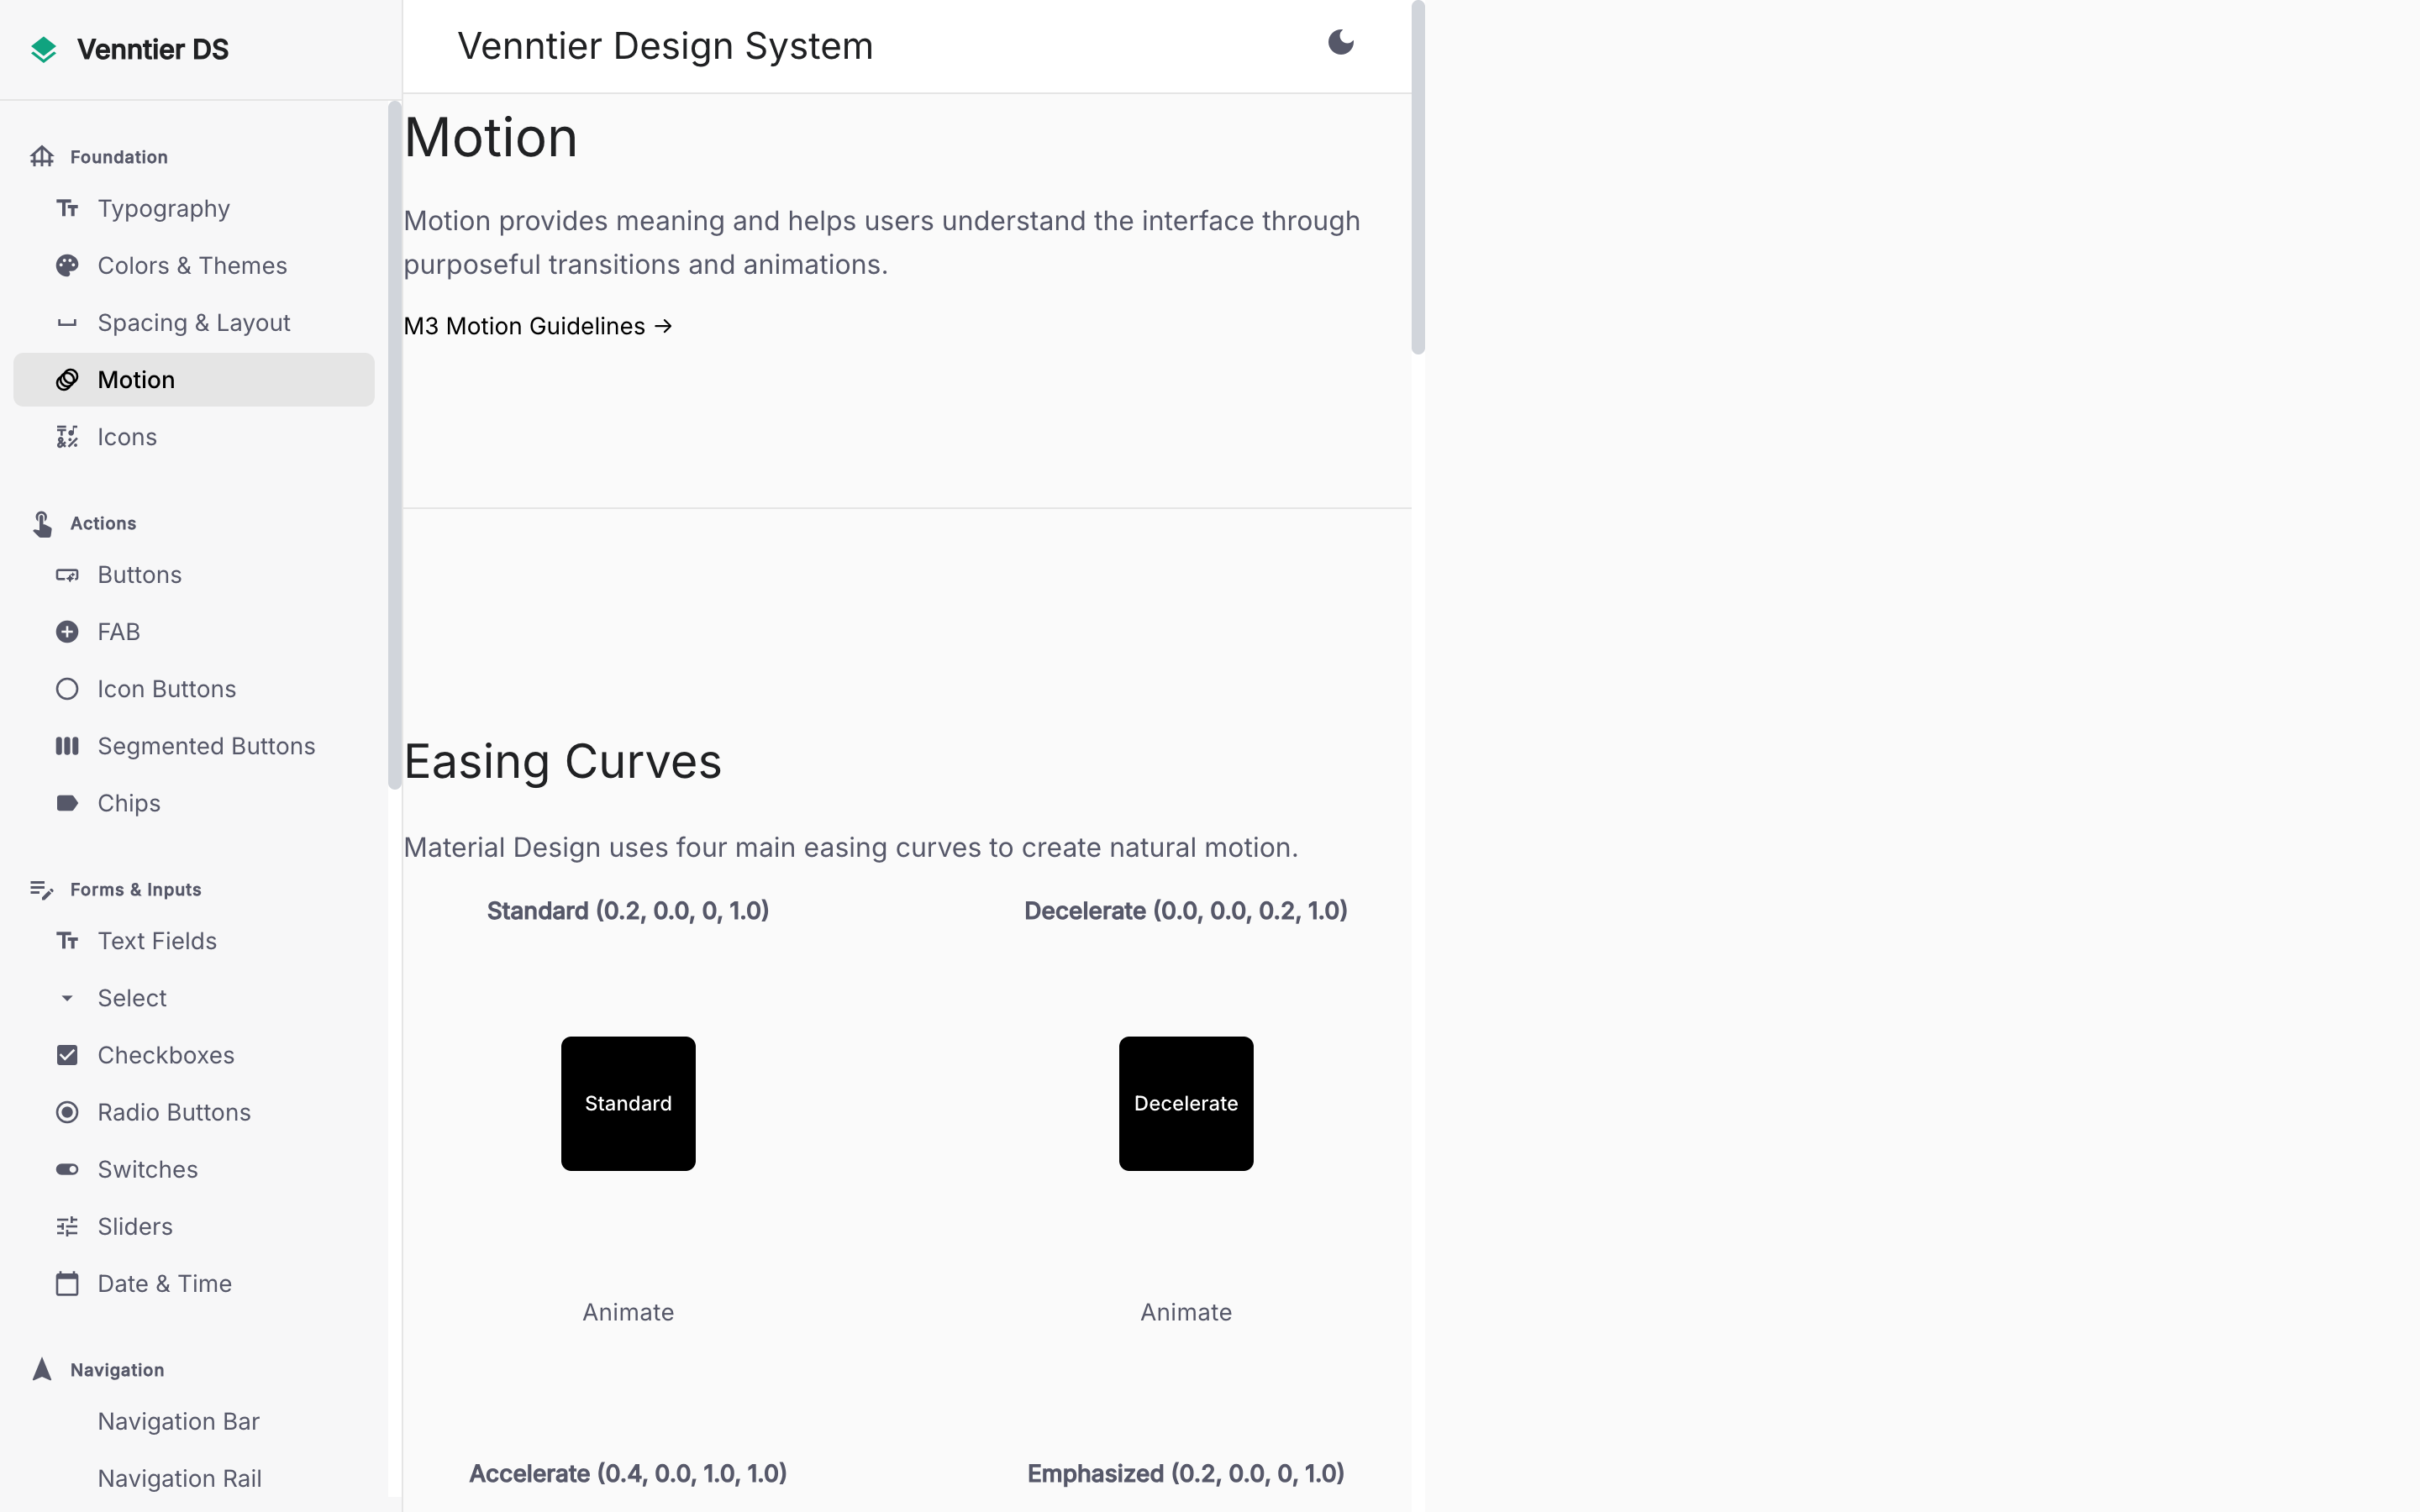 Venntier DS
Foundation
Typography
Colors & Themes
Spacing & Layout
Motion
Icons
Actions
Buttons
FAB
Icon Buttons
Segmented Buttons
Chips
Forms & Inputs
Text Fields
Select
Checkboxes
Radio Buttons
Switches
Sliders
Date & Time
Navigation
Navigation Bar
Navigation Rail
Venntier Design System
Motion
Motion provides meaning and helps users understand the interface through
purposeful transitions and animations.
M3 Motion Guidelines →
Easing Curves
Material Design uses four main easing curves to create natural motion.
Standard (0.2, 0.0, 0, 1.0)
Standard
Animate
Decelerate (0.0, 0.0, 0.2, 1.0)
Decelerate
Animate
Accelerate (0.4, 0.0, 1.0, 1.0)
Emphasized (0.2, 0.0, 0, 1.0)